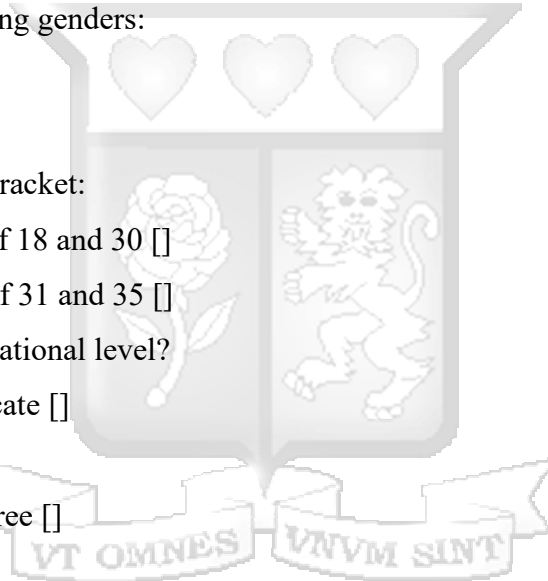 ng genders:
racket:
f 18 and 30 []
f 31 and 35 []
ational level?
cate []
ree []
VT OMNES VNVM SINT